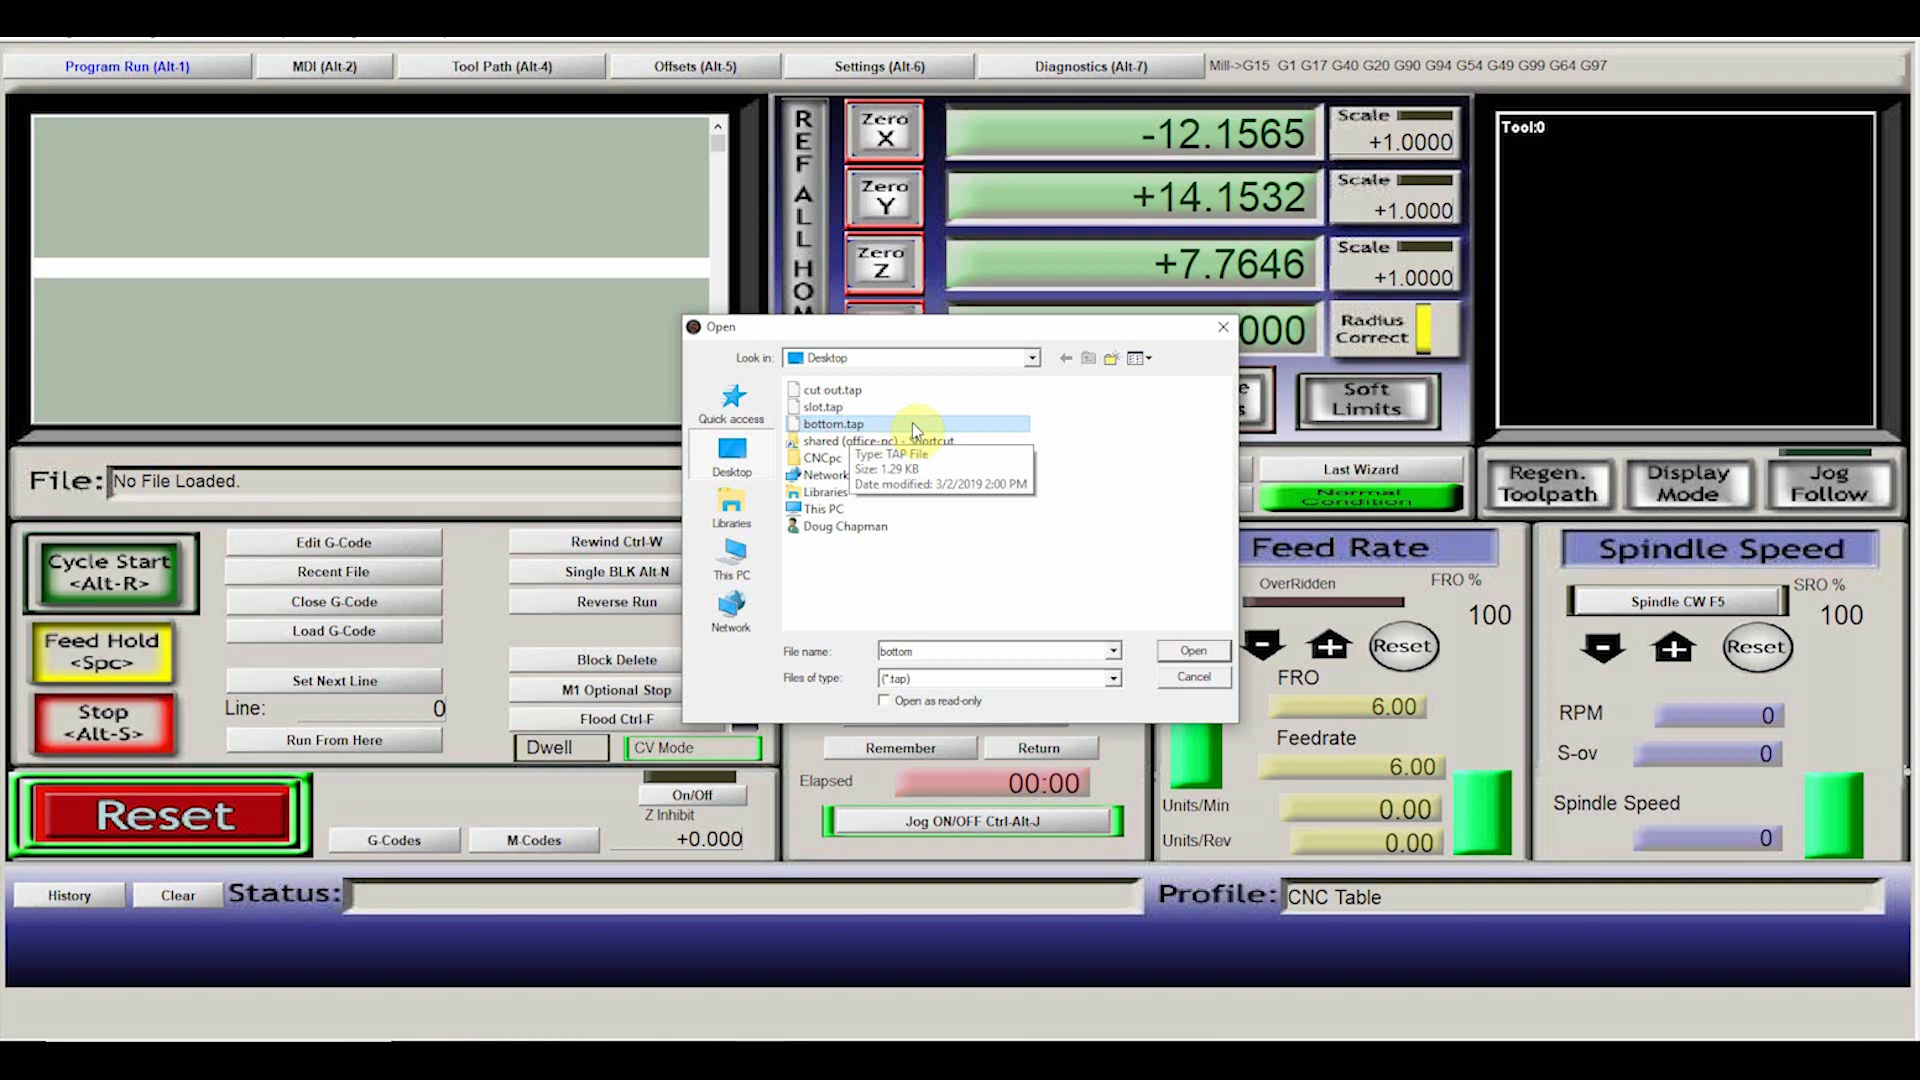 Program Run (Alt-1)
MDI (Alt-2)
Tool Path (Alt-4)
Offsets (Alt-5)
Settings (Alt-6)
Diagnostics (Alt-7)
Mill->G15 G1 G17 G40 G20 G90 G94 G54 G49 G99 G64 G97
REF ALL HOM
Zero X
-12.1565
Scale
+1.0000
Zero Y
+14.1532
Scale
+1.0000
Zero Z
+7.7646
Scale
+1.0000
000
Radius Correct
Soft Limits
Tool:0
Open
Look in:
Desktop
Quick access
Desktop
Libraries
This PC
Network
cut out.tap
slot.tap
bottom.tap
shared (office-pc) - Shortcut
CNCpc
Network
Libraries
This PC
Doug Chapman
Type: TAP File
Size: 1.29 KB
Date modified: 3/2/2019 2:00 PM
File name:
bottom
Open
Files of type:
(*.tap)
Cancel
Open as read-only
File:
No File Loaded.
Last Wizard
Normal Condition
Regen. Toolpath
Display Mode
Jog Follow
Cycle Start <Alt-R>
Feed Hold <Spc>
Stop <Alt-S>
Edit G-Code
Recent File
Close G-Code
Load G-Code
Set Next Line
Line: 0
Run From Here
Rewind Ctrl-W
Single BLK Alt-N
Reverse Run
Block Delete
M1 Optional Stop
Flood Ctrl-F
Dwell
CV Mode
Reset
G-Codes
M-Codes
On/Off
Z Inhibit
+0.000
Remember
Return
Elapsed
00:00
Jog ON/OFF Ctrl-Alt-J
Feed Rate
OverRidden
FRO %
100
Reset
FRO
6.00
Feedrate
6.00
Units/Min
0.00
Units/Rev
0.00
Spindle Speed
Spindle CW F5
SRO %
100
Reset
RPM
0
S-ov
0
Spindle Speed
0
History
Clear
Status:
Profile:
CNC Table